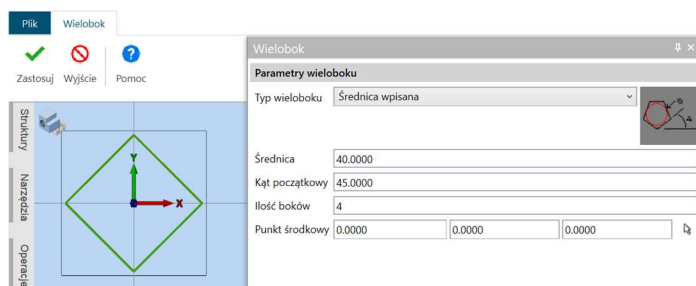 Plik Wielobok
Zastosuj Wyjście Pomoc
Wielobok
Parametry wieloboku
Typ wieloboku Średnica wpisana
Średnica 40.0000
Kąt początkowy 45.0000
Ilość boków 4
Punkt środkowy 0.0000 0.0000 0.0000
Struktury
Narzędzia
Operacje
Y
X